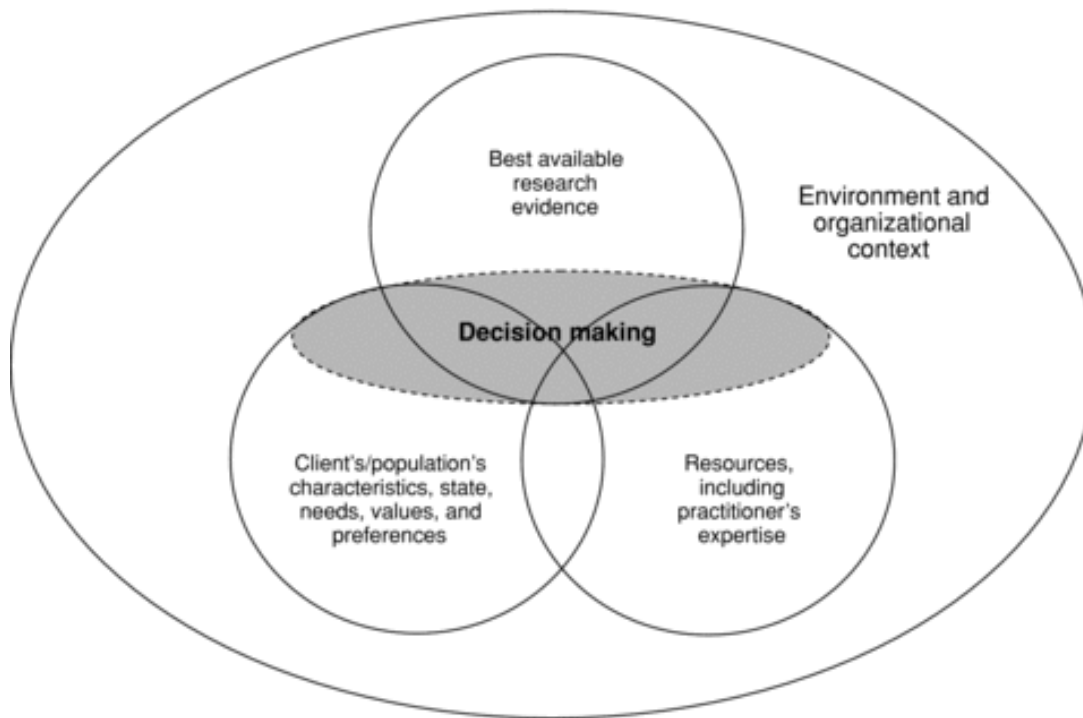 Best available
research
evidence
Environment and
organizational
context
Decision making
Client's/population's
characteristics, state,
needs, values, and
preferences
Resources,
including
practitioner's
expertise